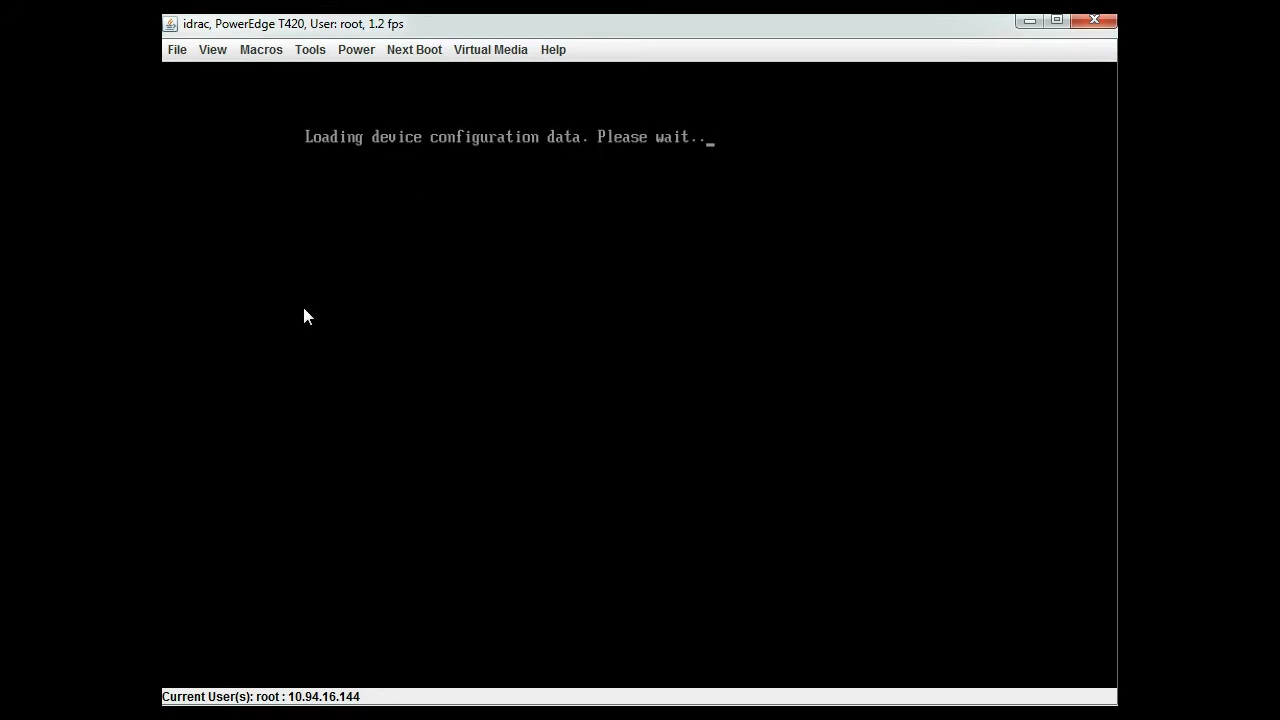 idrac, PowerEdge T420, User: root, 1.2 fps
File View Macros Tools Power Next Boot Virtual Media Help
Loading device configuration data. Please wait.._
Current User(s): root : 10.94.16.144